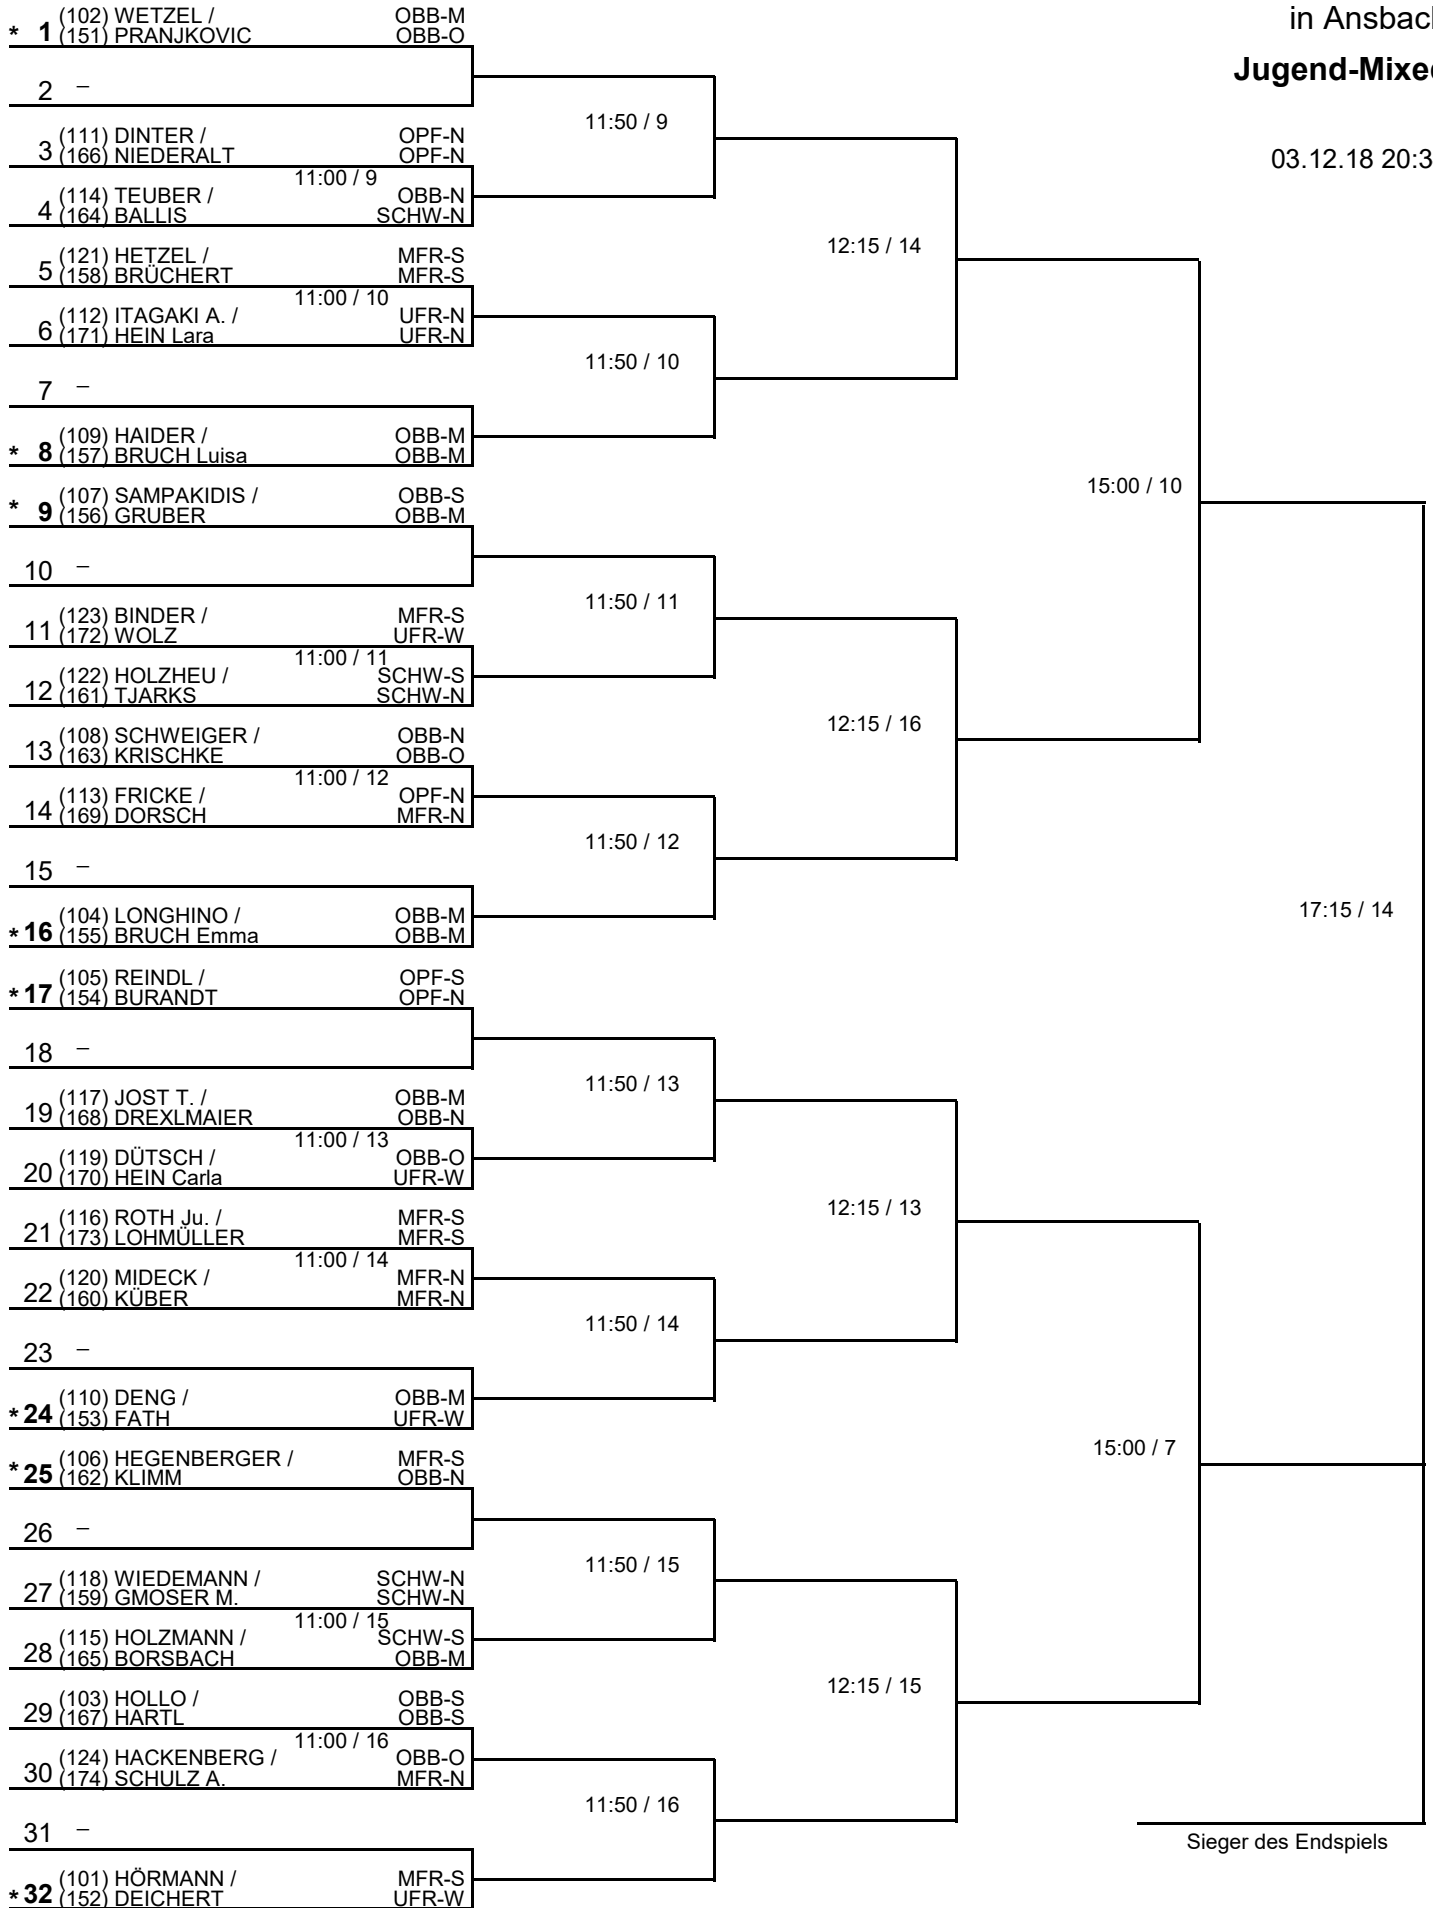 in Ansbach
Jugend-Mixed
03.12.18 20:3
(102) WETZEL / OBB-M
* 1 (151) PRANJKOVIC OBB-O
2 –
11:50 / 9
(111) DINTER / OPF-N
3 (166) NIEDERALT OPF-N
11:00 / 9
(114) TEUBER / OBB-N
4 (164) BALLIS SCHW-N
12:15 / 14
(121) HETZEL / MFR-S
5 (158) BRÜCHERT MFR-S
11:00 / 10
(112) ITAGAKI A. / UFR-N
6 (171) HEIN Lara UFR-N
11:50 / 10
7 –
(109) HAIDER / OBB-M
* 8 (157) BRUCH Luisa OBB-M
15:00 / 10
(107) SAMPAKIDIS / OBB-S
* 9 (156) GRUBER OBB-M
10 –
11:50 / 11
(123) BINDER / MFR-S
11 (172) WOLZ UFR-W
11:00 / 11
(122) HOLZHEU / SCHW-S
12 (161) TJARKS SCHW-N
12:15 / 16
(108) SCHWEIGER / OBB-N
13 (163) KRISCHKE OBB-O
11:00 / 12
(113) FRICKE / OPF-N
14 (169) DORSCH MFR-N
11:50 / 12
15 –
(104) LONGHINO / OBB-M
* 16 (155) BRUCH Emma OBB-M
17:15 / 14
(105) REINDL / OPF-S
* 17 (154) BURANDT OPF-N
18 –
11:50 / 13
(117) JOST T. / OBB-M
19 (168) DREXLMAIER OBB-N
11:00 / 13
(119) DÜTSCH / OBB-O
20 (170) HEIN Carla UFR-W
12:15 / 13
(116) ROTH Ju. / MFR-S
21 (173) LOHMÜLLER MFR-S
11:00 / 14
(120) MIDECK / MFR-N
22 (160) KÜBER MFR-N
11:50 / 14
23 –
(110) DENG / OBB-M
* 24 (153) FATH UFR-W
15:00 / 7
(106) HEGENBERGER / MFR-S
* 25 (162) KLIMM OBB-N
26 –
11:50 / 15
(118) WIEDEMANN / SCHW-N
27 (159) GMOSER M. SCHW-N
11:00 / 15
(115) HOLZMANN / SCHW-S
28 (165) BORSBACH OBB-M
12:15 / 15
(103) HOLLO / OBB-S
29 (167) HARTL OBB-S
11:00 / 16
(124) HACKENBERG / OBB-O
30 (174) SCHULZ A. MFR-N
11:50 / 16
31 –
Sieger des Endspiels
(101) HÖRMANN / MFR-S
* 32 (152) DEICHERT UFR-W